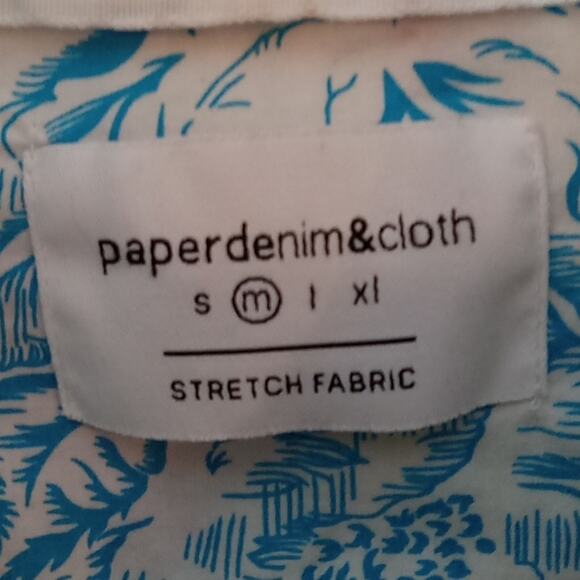 paperdenim&cloth
s m l xl
STRETCH FABRIC